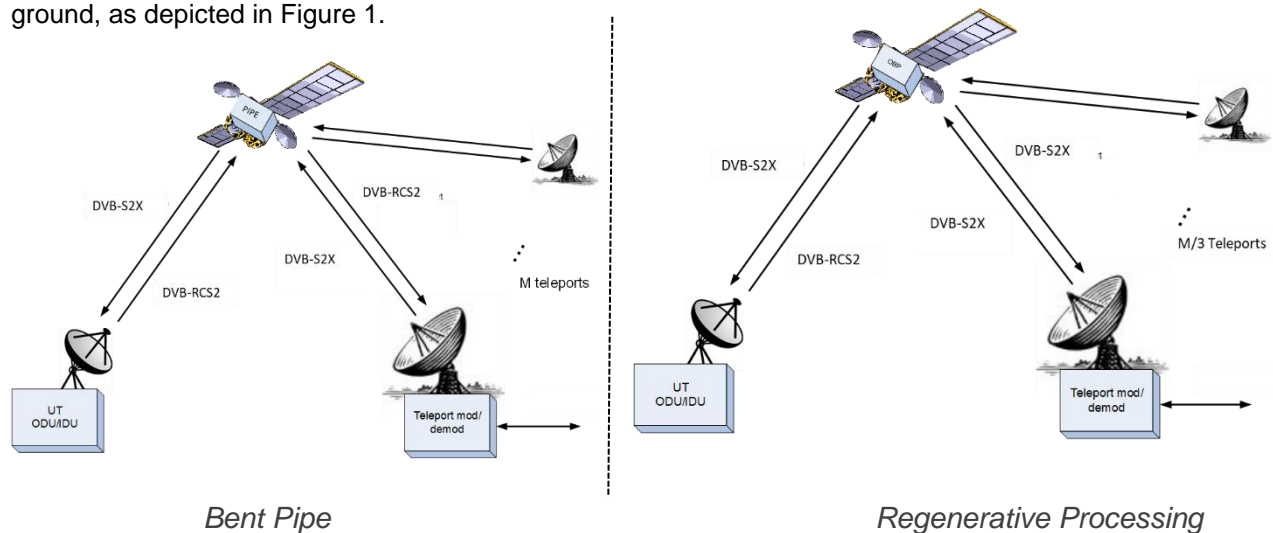 ground, as depicted in Figure 1.
PIPE
DVB-S2X
DVB-RCS2
DVB-RCS2
DVB-S2X
M teleports
UT
ODU/IDU
Teleport mod/
demod
Bent Pipe
OBP
DVB-S2X
DVB-RCS2
DVB-S2X
DVB-S2X
M/3 Teleports
UT
ODU/IDU
Teleport mod/
demod
Regenerative Processing